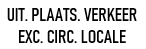 UIT. PLAATS. VERKEER
EXC. CIRC. LOCALE